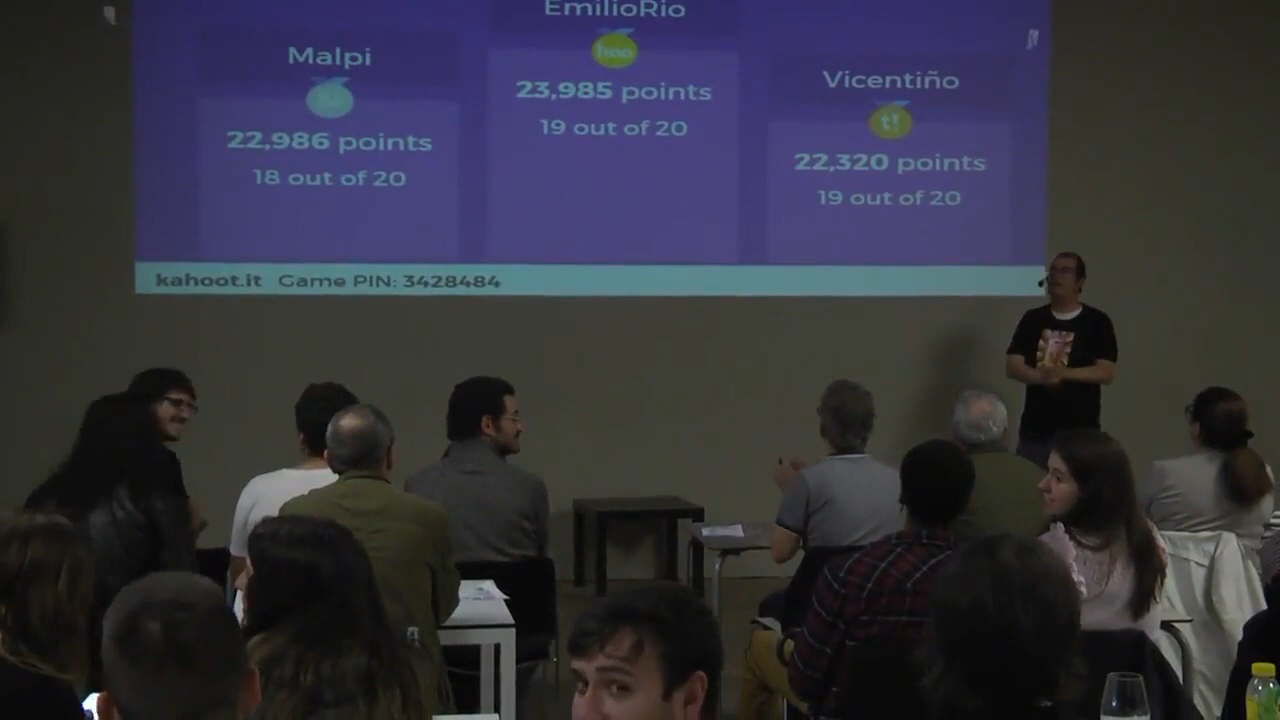 EmilioRio
Malpi
Vicentiño
hoo
t!
23,985 points
19 out of 20
22,986 points
18 out of 20
22,320 points
19 out of 20
kahoot.it Game PIN: 3428484